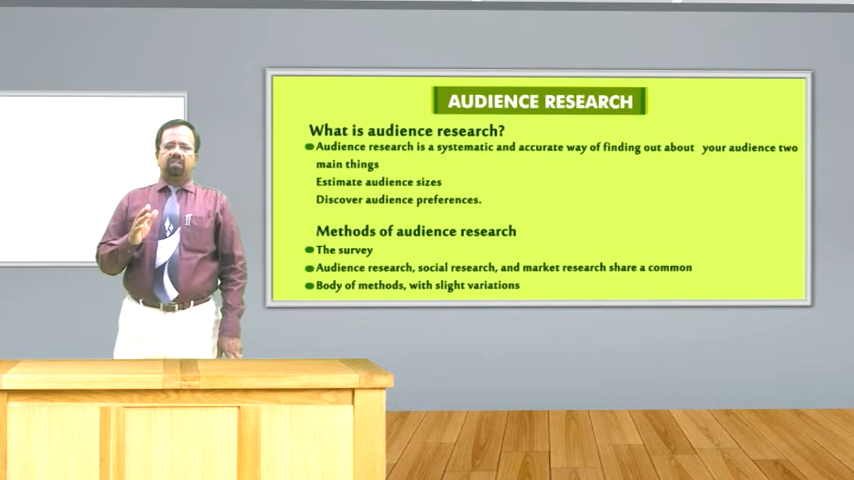 AUDIENCE RESEARCH
What is audience research?
Audience research is a systematic and accurate way of finding out about your audience two
main things
Estimate audience sizes
Discover audience preferences.
Methods of audience research
The survey
Audience research, social research, and market research share a common
Body of methods, with slight variations